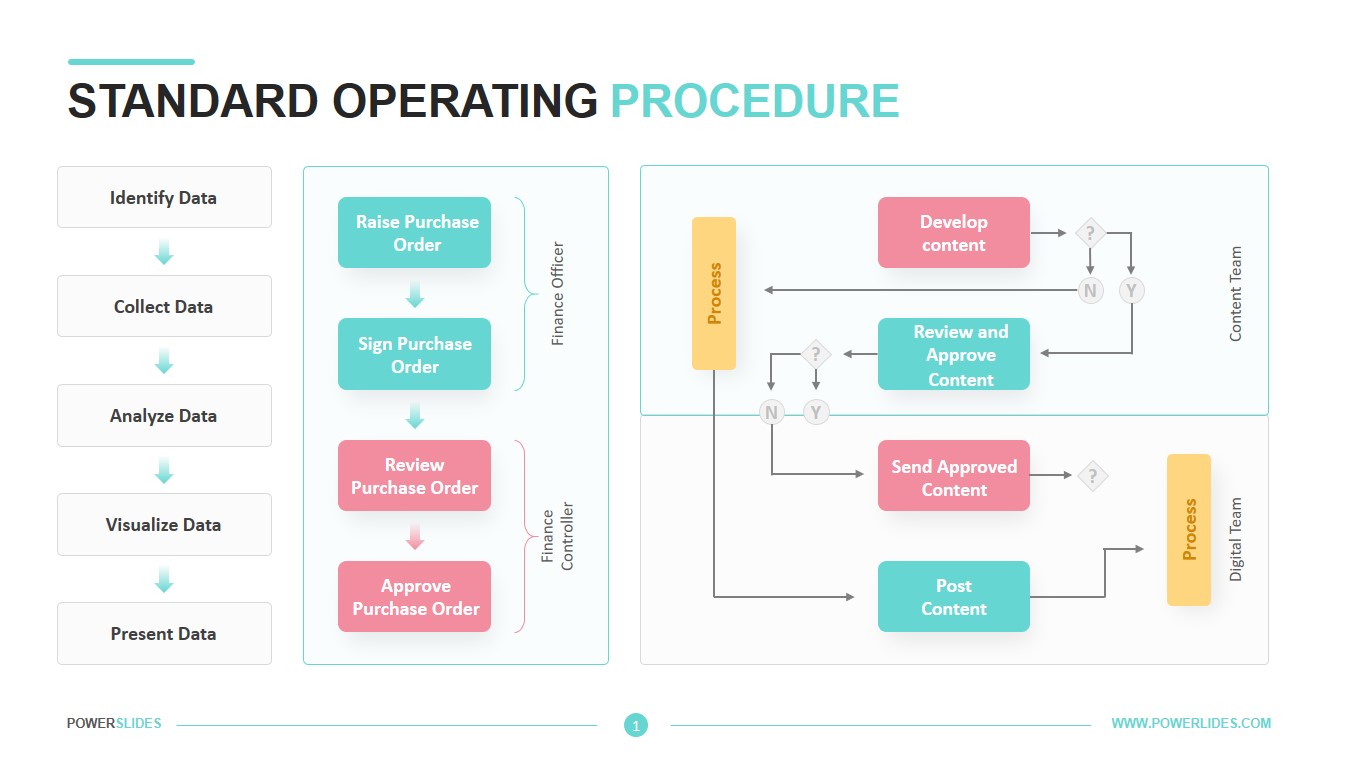 STANDARD OPERATING PROCEDURE
Identify Data
Collect Data
Analyze Data
Visualize Data
Present Data
Raise Purchase
Order
Sign Purchase
Order
Review
Purchase Order
Approve
Purchase Order
Finance Officer
Finance
Controller
Process
Develop
content
?
N
Y
Review and
Approve
Content
?
N
Y
Content Team
Send Approved
Content
?
Post
Content
Process
Digital Team
POWERSLIDES
1
WWW.POWERLIDES.COM